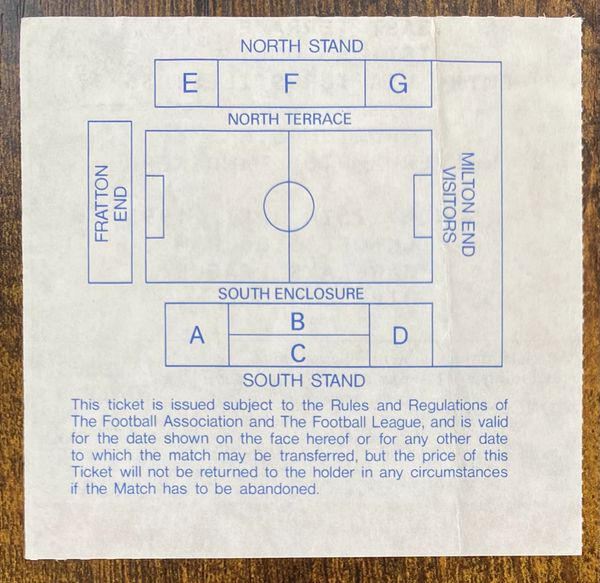 NORTH STAND
E F G
NORTH TERRACE
FRATTON
END
MILTON END
VISITORS
SOUTH ENCLOSURE
A B D
C
SOUTH STAND
This ticket is issued subject to the Rules and Regulations of
The Football Association and The Football League, and is valid
for the date shown on the face hereof or for any other date
to which the match may be transferred, but the price of this
Ticket will not be returned to the holder in any circumstances
if the Match has to be abandoned.